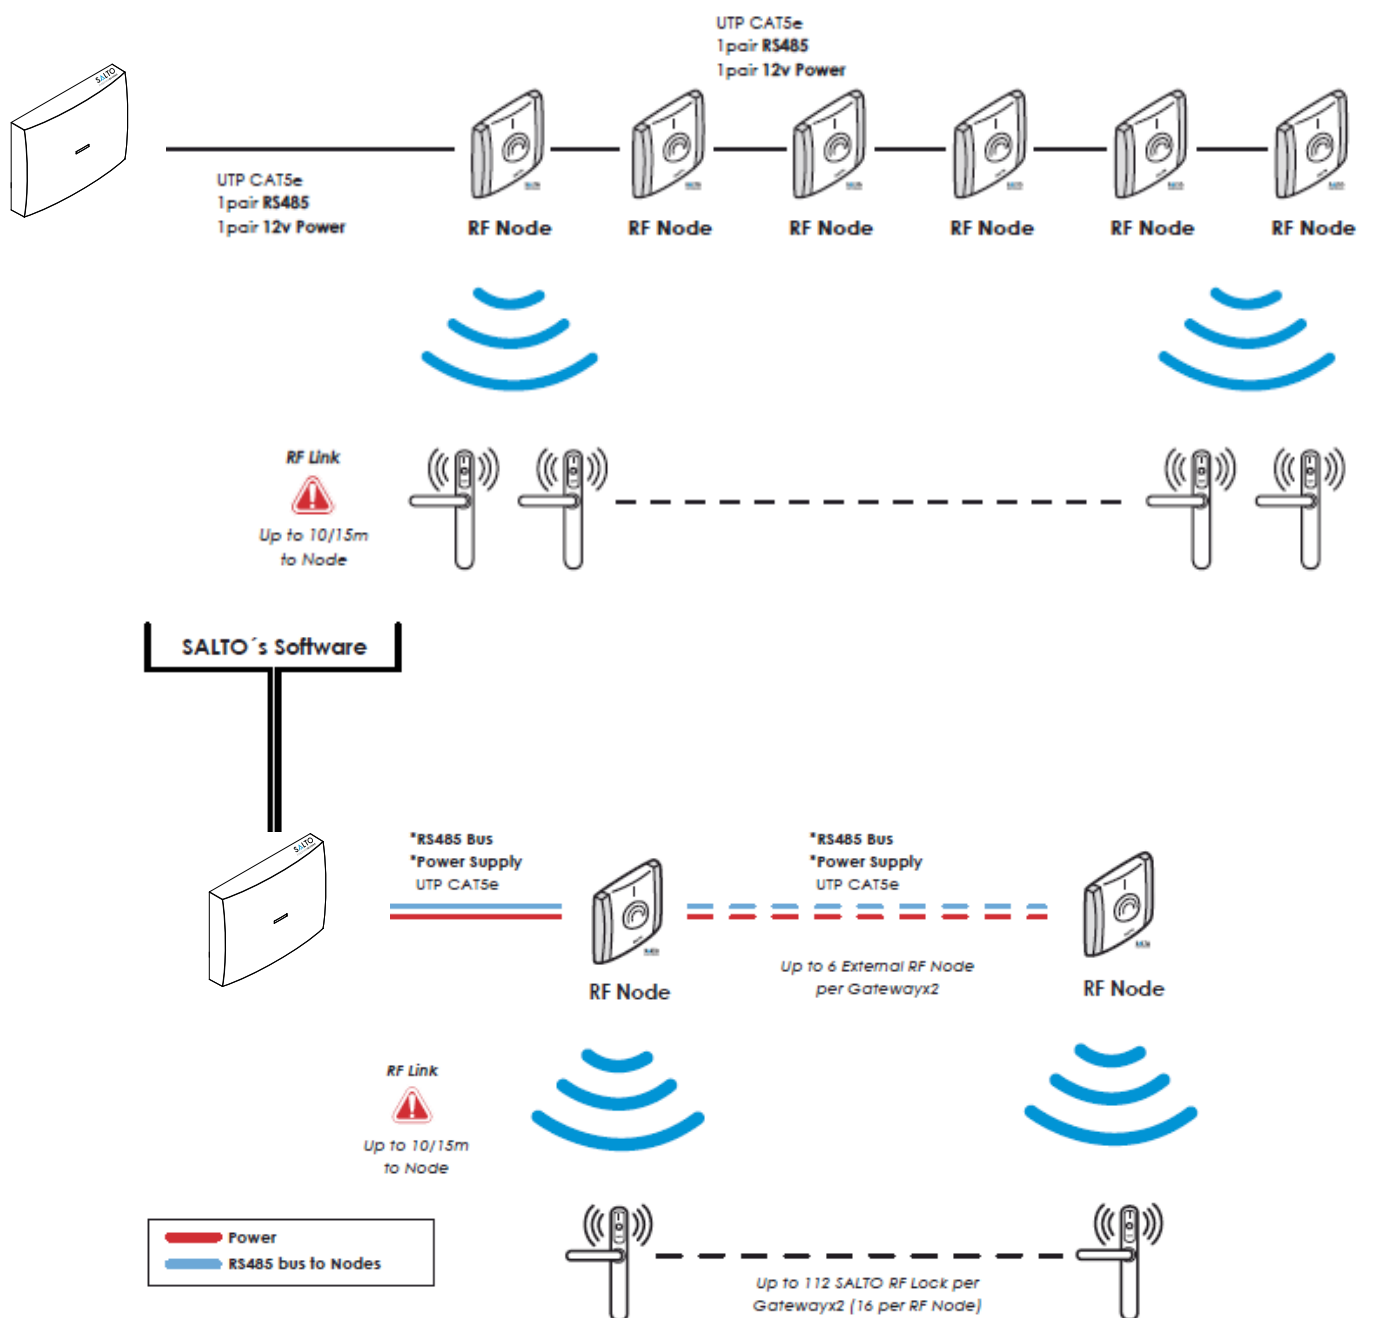 UTP CAT5e
1pair RS485
1pair 12v Power
SALTO
UTP CAT5e
1pair RS485
1pair 12v Power
RF Node
RF Node
RF Node
RF Node
RF Node
RF Node
RF Link
Up to 10/15m
to Node
SALTO´s Software
SALTO
*RS485 Bus
*Power Supply
UTP CAT5e
*RS485 Bus
*Power Supply
UTP CAT5e
Up to 6 External RF Node
per Gatewayx2
RF Node
RF Node
RF Link
Up to 10/15m
to Node
Power
RS485 bus to Nodes
Up to 112 SALTO RF Lock per
Gatewayx2 (16 per RF Node)